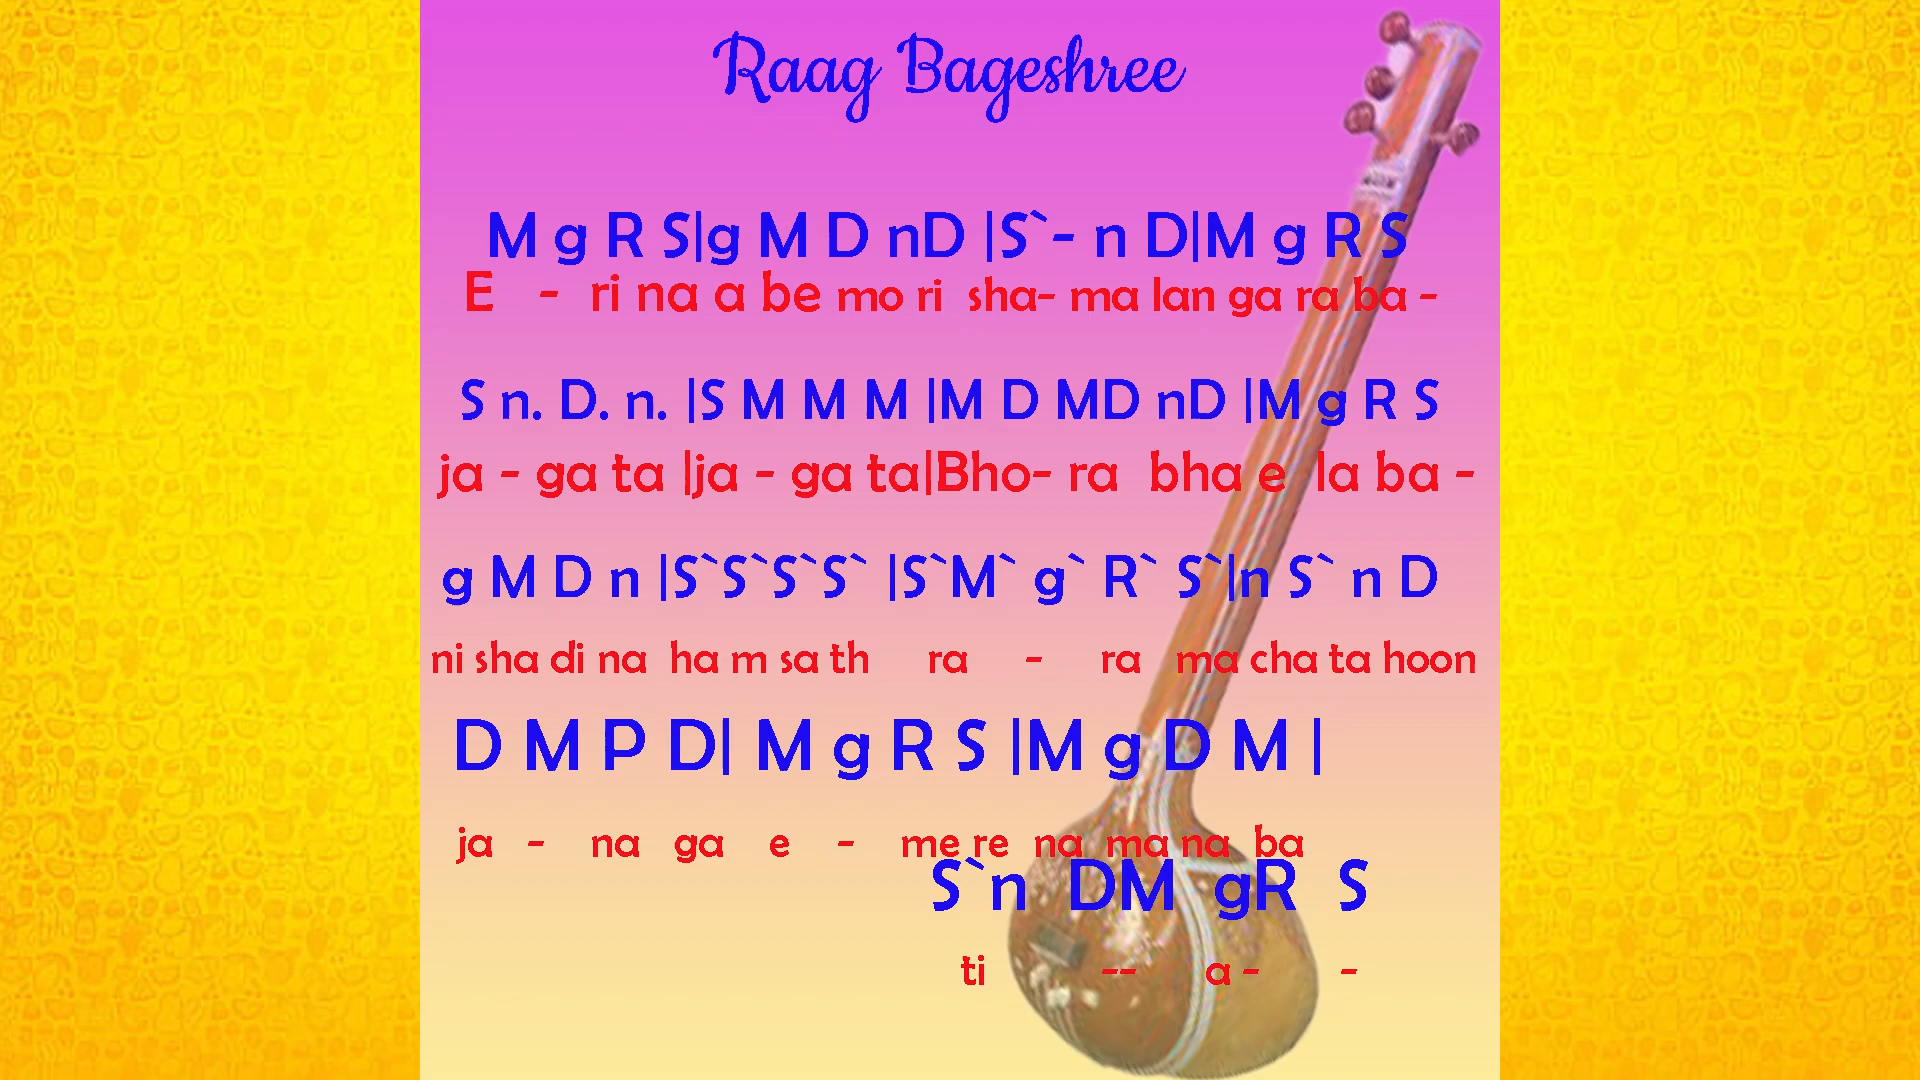 Raag Bageshree
M g R S|g M D nD |S`- n D|M g R S
E - ri na a be mo ri sha- ma lan ga ra ba -
S n. D. n. |S M M M |M D MD nD |M g R S
ja - ga ta |ja - ga ta|Bho- ra bha e la ba -
g M D n |S`S`S`S` |S`M` g` R` S`|n S` n D
ni sha di na ha m sa th ra - ra ma cha ta hoon
D M P D| M g R S |M g D M |
ja - na ga e - me re na ma na ba
S`n DM gR S
ti -- a - -